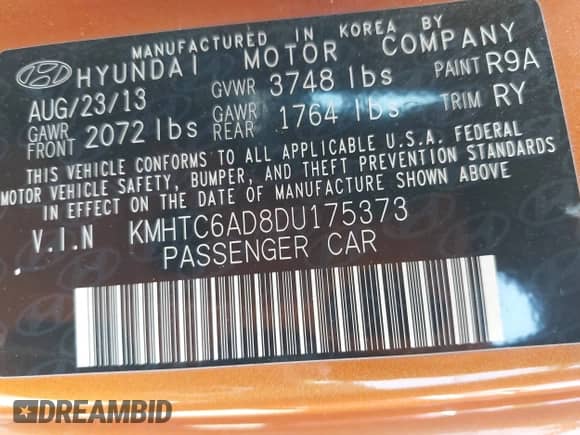 MANUFACTURED IN KOREA BY
HYUNDAI MOTOR COMPANY
AUG/23/13 GVWR 3748 lbs PAINT R9A
GAWR FRONT 2072 lbs GAWR REAR 1764 lbs TRIM RY
THIS VEHICLE CONFORMS TO ALL APPLICABLE U.S.A. FEDERAL
MOTOR VEHICLE SAFETY, BUMPER, AND THEFT PREVENTION STANDARDS
IN EFFECT ON THE DATE OF MANUFACTURE SHOWN ABOVE
V.I.N KMHTC6AD8DU175373
PASSENGER CAR
DREAMBID